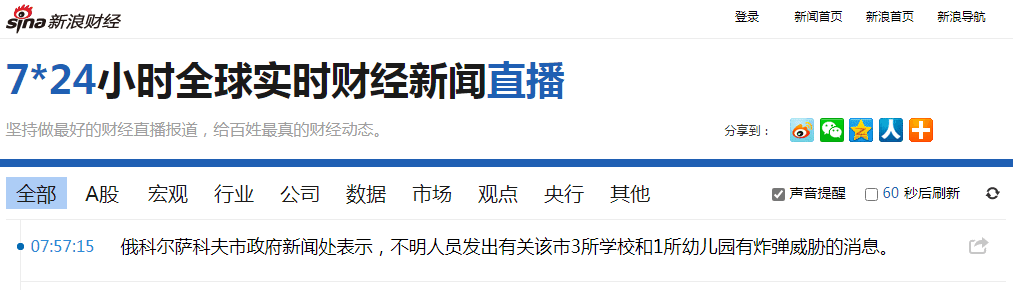 sina 新浪财经
登录 新闻首页 新浪首页 新浪导航
7*24小时全球实时财经新闻直播
坚持做最好的财经直播报道，给百姓最真的财经动态。
分享到：
全部 A股 宏观 行业 公司 数据 市场 观点 央行 其他 声音提醒 60 秒后刷新
07:57:15 俄科尔萨科夫市政府新闻处表示，不明人员发出有关该市3所学校和1所幼儿园有炸弹威胁的消息。